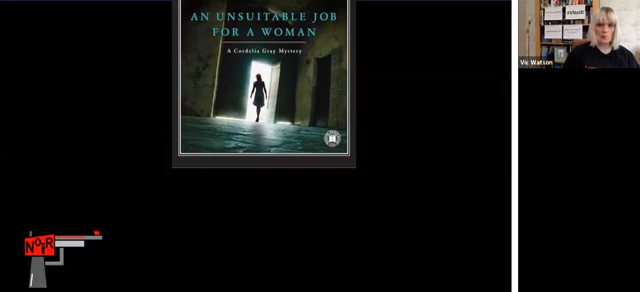 AN UNSUITABLE JOB
FOR A WOMAN
A Cordelia Gray Mystery
NOIR
Vic Watson